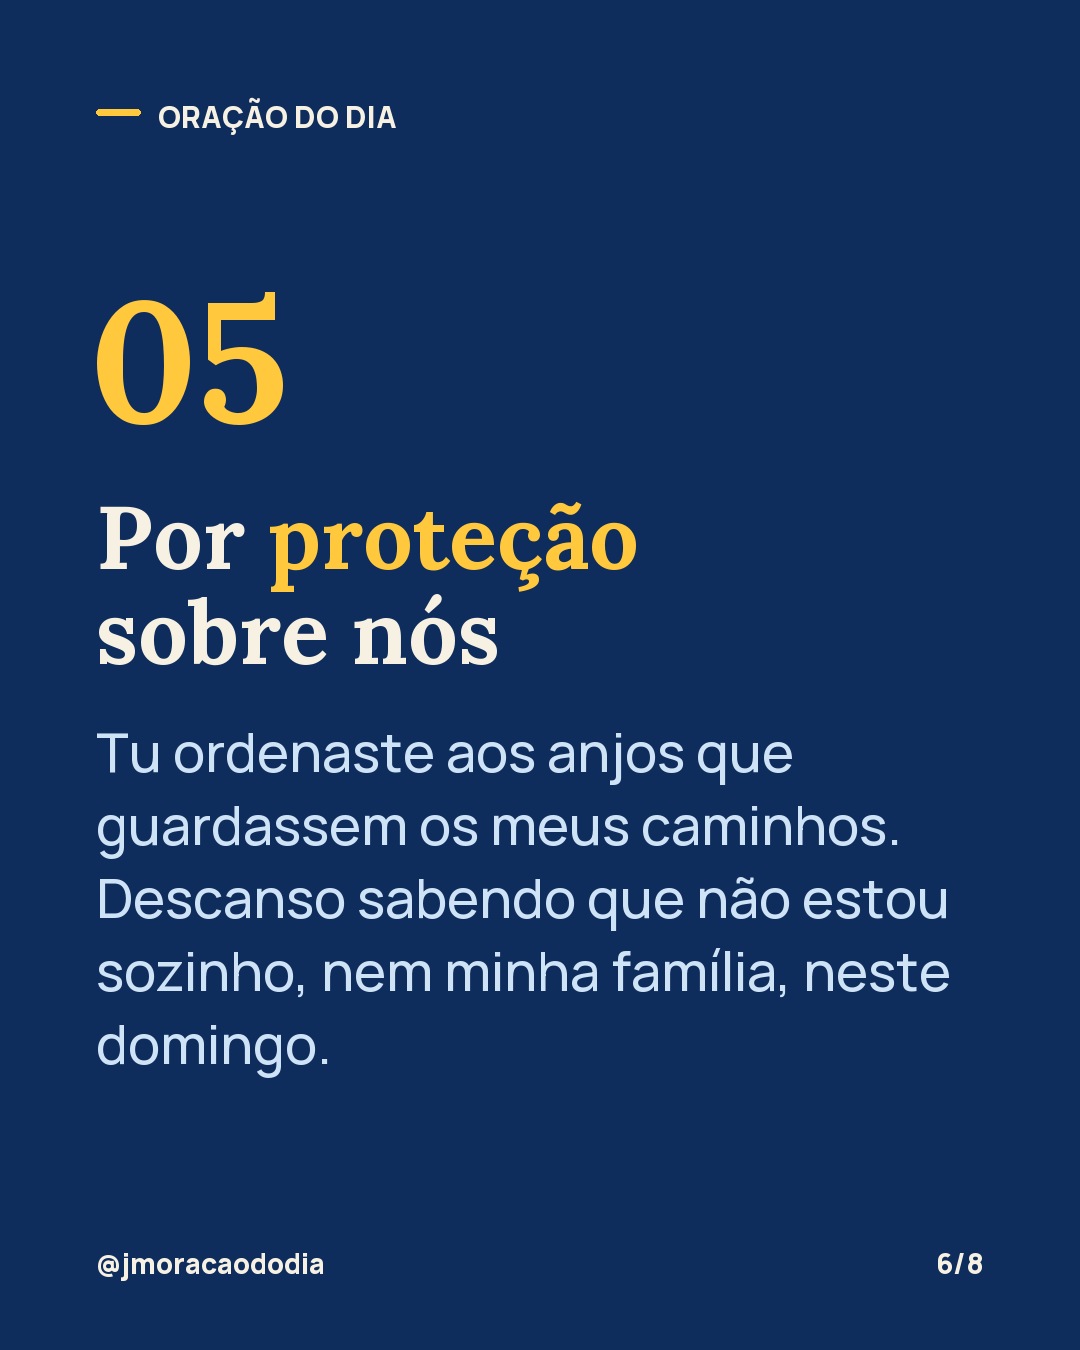 ORAÇÃO DO DIA
05
Por proteção
sobre nós
Tu ordenaste aos anjos que
guardassem os meus caminhos.
Descanso sabendo que não estou
sozinho, nem minha família, neste
domingo.
@jmoracaododia
6/8